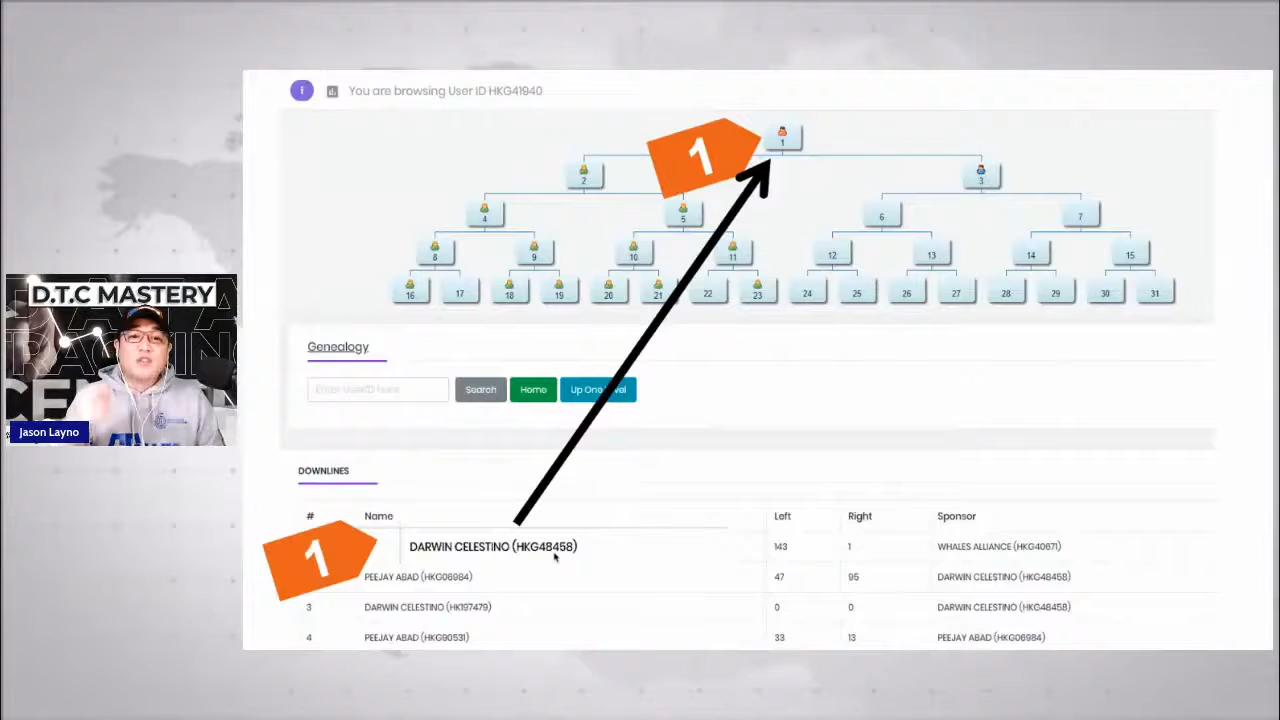 You are browsing User ID HKG41940
1
1
2
3
4
5
6
7
8
9
10
11
12
13
14
15
16
17
18
19
20
21
22
23
24
25
26
27
28
29
30
31
D.T.C MASTERY
Jason Layno
Genealogy
Enter UserID here
Search
Home
Up One Level
DOWNLINES
# Name Left Right Sponsor
1 DARWIN CELESTINO (HKG48458) 143 1 WHALES ALLIANCE (HKG40671)
PEEJAY ABAD (HKG06984) 47 95 DARWIN CELESTINO (HKG48458)
3 DARWIN CELESTINO (HK197479) 0 0 DARWIN CELESTINO (HKG48458)
4 PEEJAY ABAD (HKG90531) 33 13 PEEJAY ABAD (HKG06984)